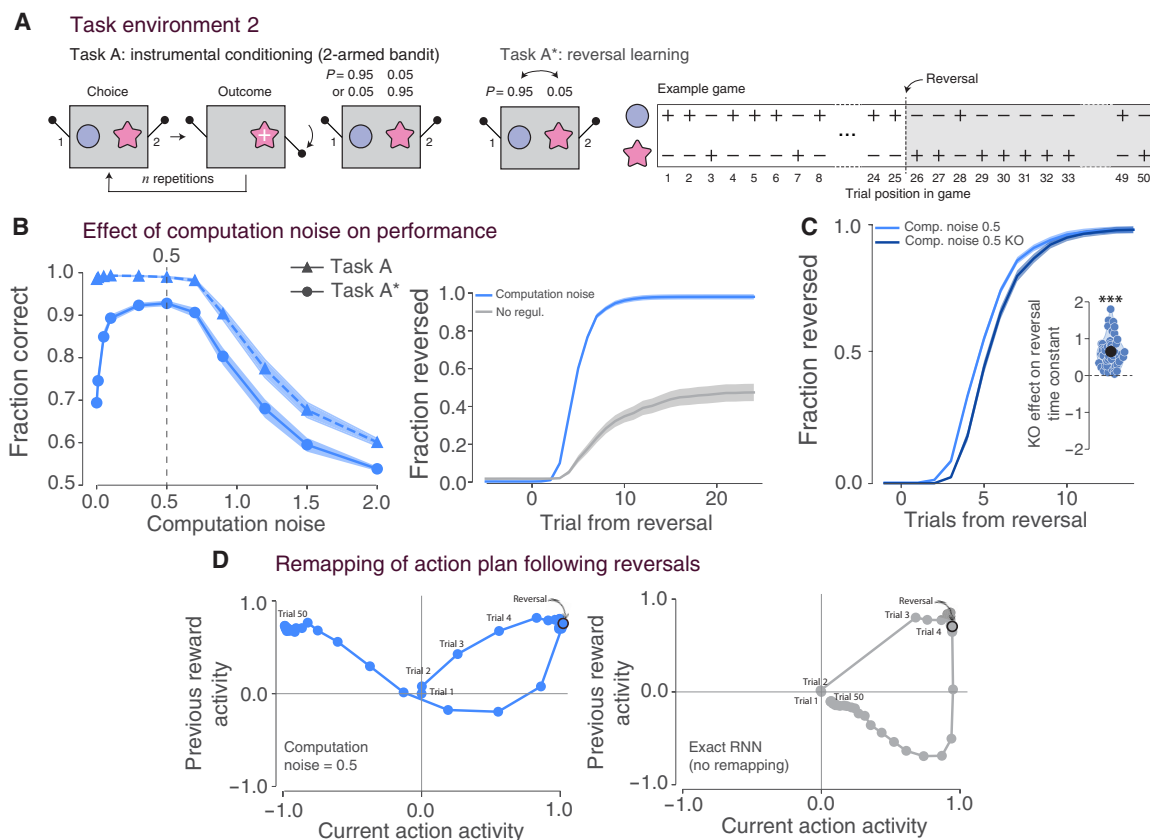 A
Task environment 2
Task A: instrumental conditioning (2-armed bandit)
Choice
Outcome
P = 0.95 0.05
or 0.05 0.95
1
2
1
2
n repetitions
Task A*: reversal learning
P = 0.95 0.05
1
2
Example game
Reversal
+ + − + + + − + ... + + − − + − − − − − + −
− − + − − − + − ... − − + + − + + + + + − +
1 2 3 4 5 6 7 8 24 25 26 27 28 29 30 31 32 33 49 50
Trial position in game
B
Effect of computation noise on performance
0.5
Task A
Task A*
Fraction correct
1.0
0.9
0.8
0.7
0.6
0.5
0.0 0.5 1.0 1.5 2.0
Computation noise
Computation noise
No regul.
Fraction reversed
1.0
0.8
0.6
0.4
0.2
0.0
0 10 20
Trial from reversal
C
Comp. noise 0.5
Comp. noise 0.5 KO
Fraction reversed
1.0
0.5
0.0
0 5 10
Trials from reversal
KO effect on reversal
time constant
***
2
1
0
−1
−2
D
Remapping of action plan following reversals
Previous reward
activity
1.0
0.0
−1.0
Trial 50
Reversal
Trial 4
Trial 3
Trial 2
Trial 1
Computation
noise = 0.5
−1.0 0.0 1.0
Current action activity
Previous reward
activity
1.0
0.0
−1.0
Reversal
Trial 3
Trial 4
Trial 2
Trial 1
Trial 50
Exact RNN
(no remapping)
−1.0 0.0 1.0
Current action activity